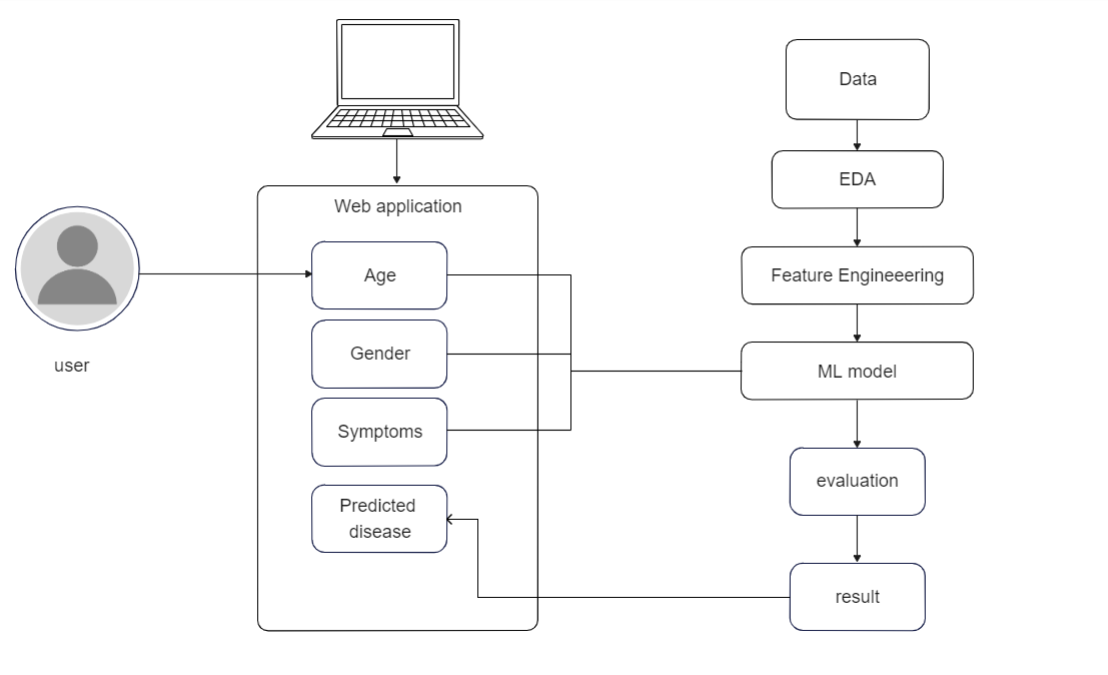 Data
EDA
Web application
Age
Feature Engineeering
Gender
user
ML model
Symptoms
evaluation
Predicted
disease
result